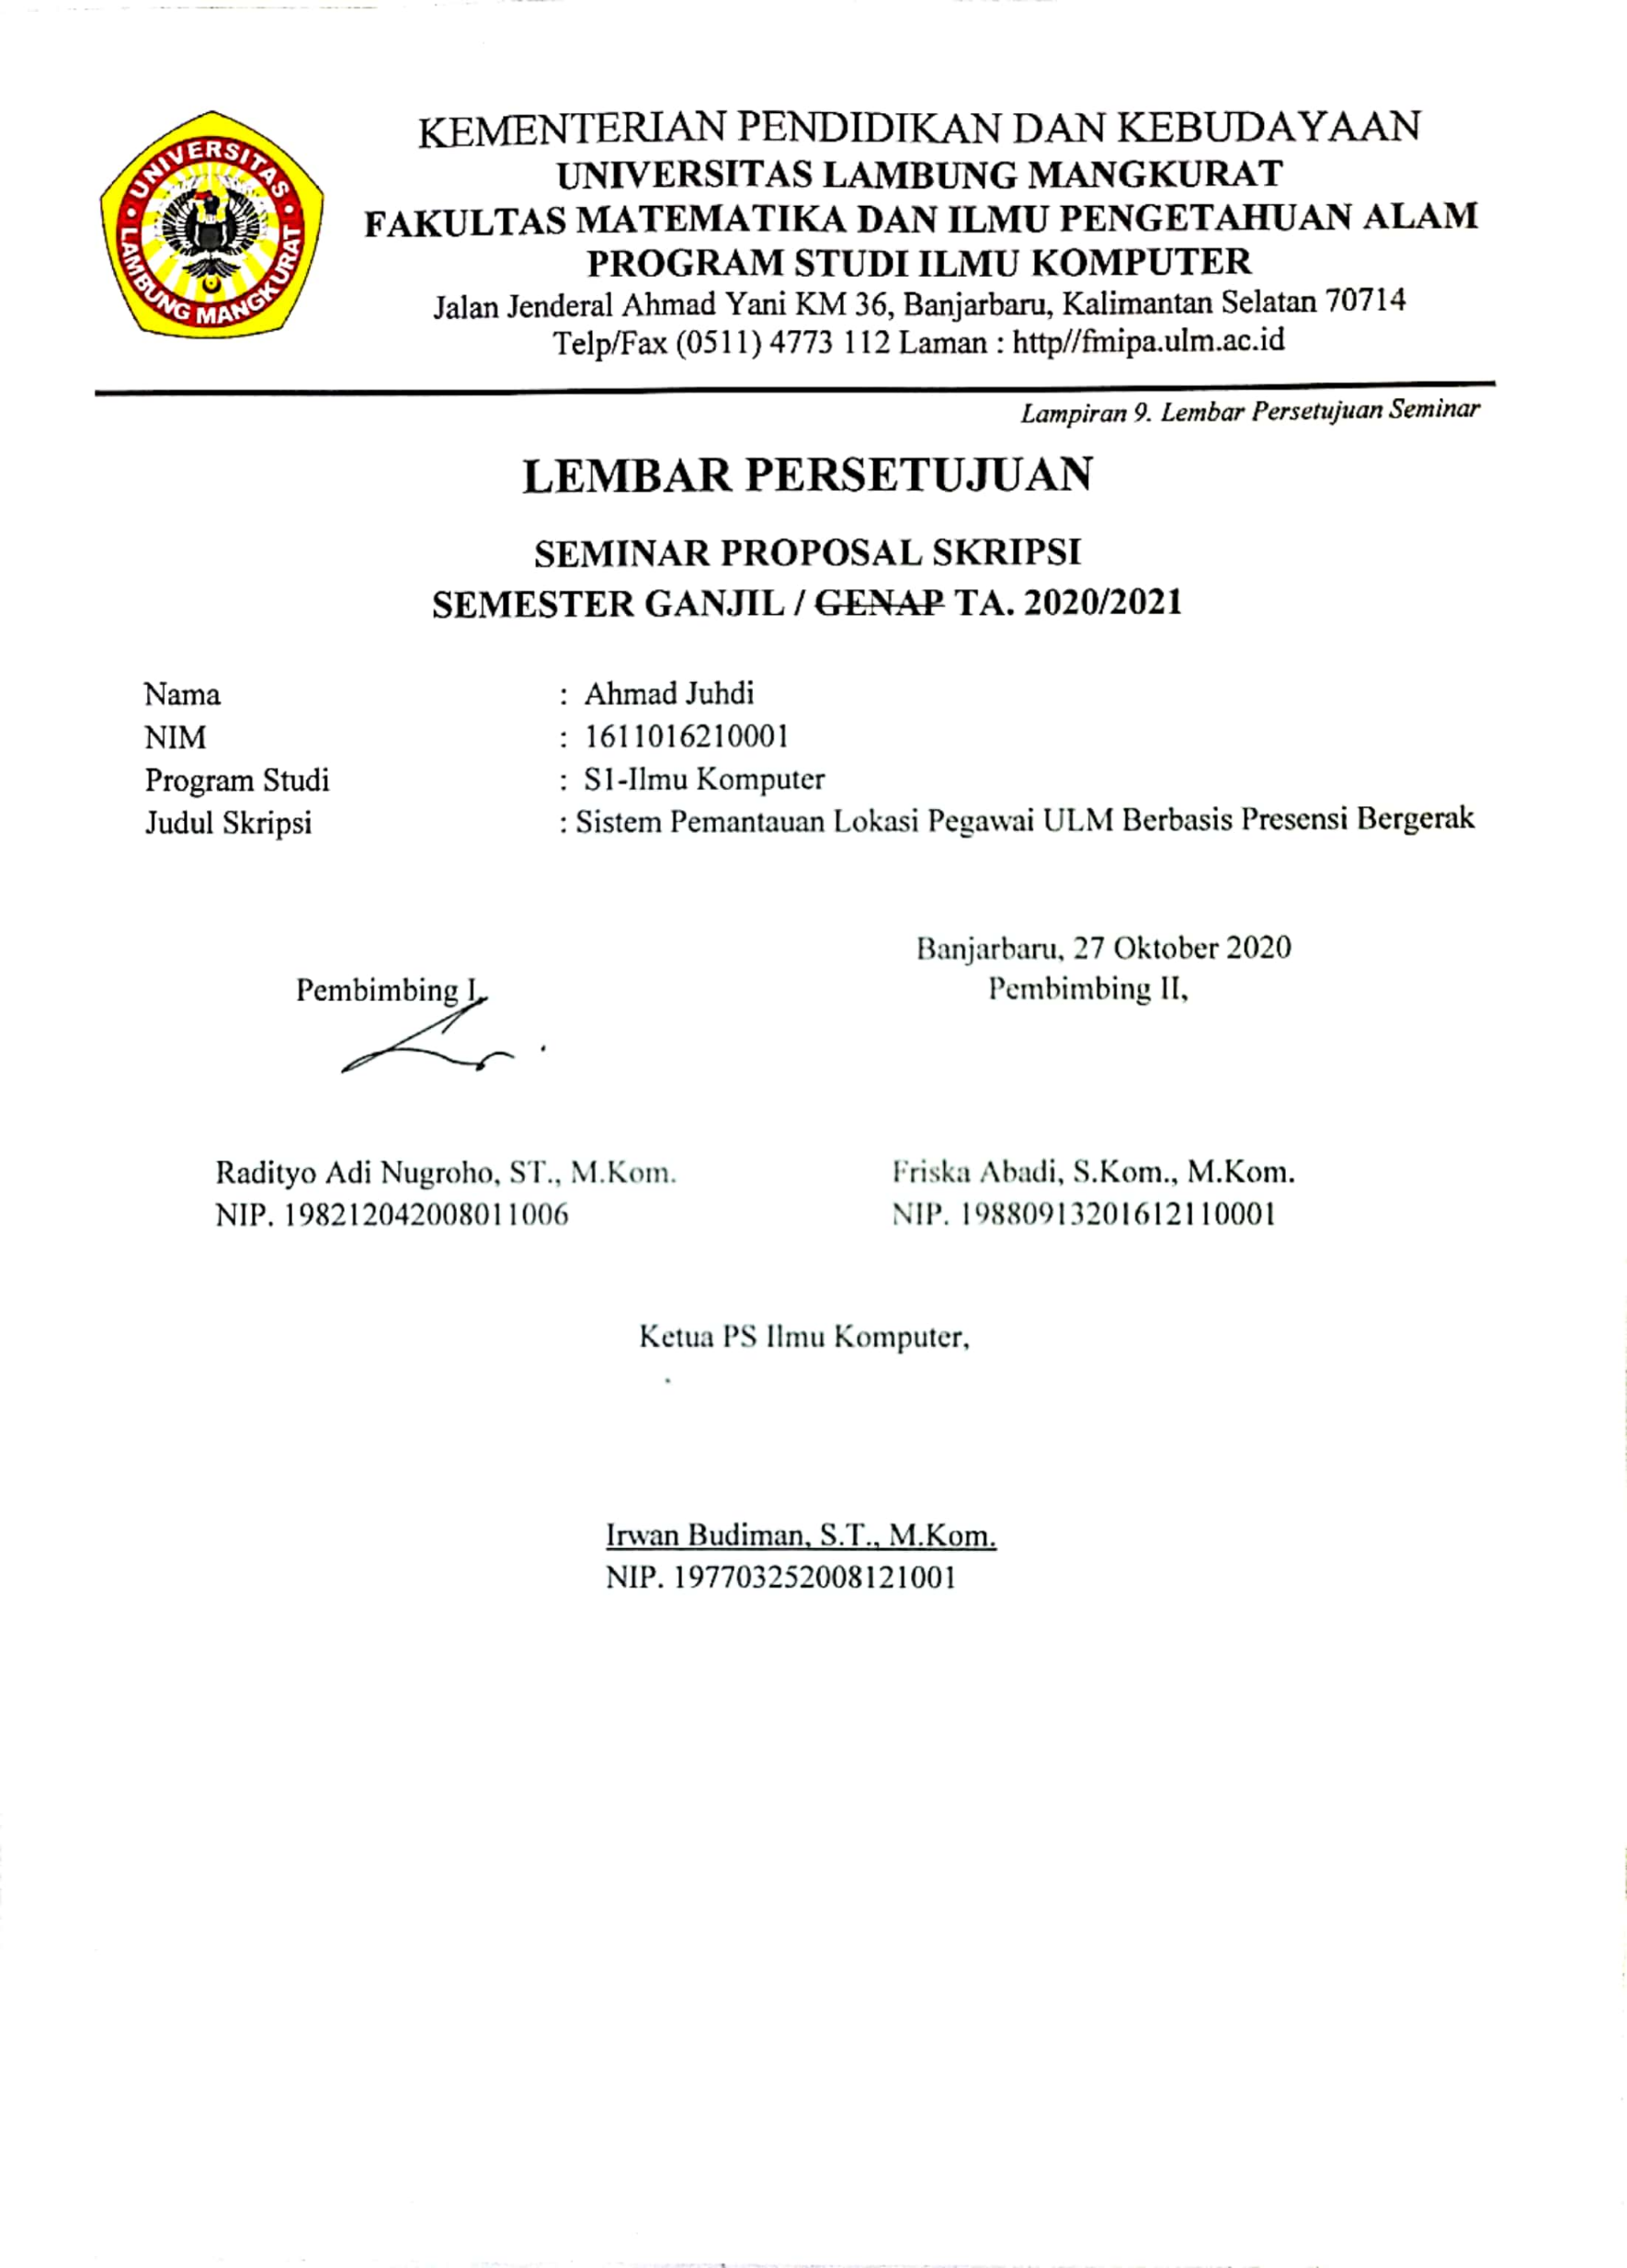 UNIVERSITAS LAMBUNG MANGKURAT
KEMENTERIAN PENDIDIKAN DAN KEBUDAYAAN
UNIVERSITAS LAMBUNG MANGKURAT
FAKULTAS MATEMATIKA DAN ILMU PENGETAHUAN ALAM
PROGRAM STUDI ILMU KOMPUTER
Jalan Jenderal Ahmad Yani KM 36, Banjarbaru, Kalimantan Selatan 70714
Telp/Fax (0511) 4773 112 Laman : http//fmipa.ulm.ac.id
Lampiran 9. Lembar Persetujuan Seminar
LEMBAR PERSETUJUAN
SEMINAR PROPOSAL SKRIPSI
SEMESTER GANJIL / GENAP TA. 2020/2021
Nama : Ahmad Juhdi
NIM : 1611016210001
Program Studi : S1-Ilmu Komputer
Judul Skripsi : Sistem Pemantauan Lokasi Pegawai ULM Berbasis Presensi Bergerak
Banjarbaru, 27 Oktober 2020
Pembimbing I, Pembimbing II,
Radityo Adi Nugroho, ST., M.Kom. Friska Abadi, S.Kom., M.Kom.
NIP. 198212042008011006 NIP. 19880913201612110001
Ketua PS Ilmu Komputer,
Irwan Budiman, S.T., M.Kom.
NIP. 197703252008121001